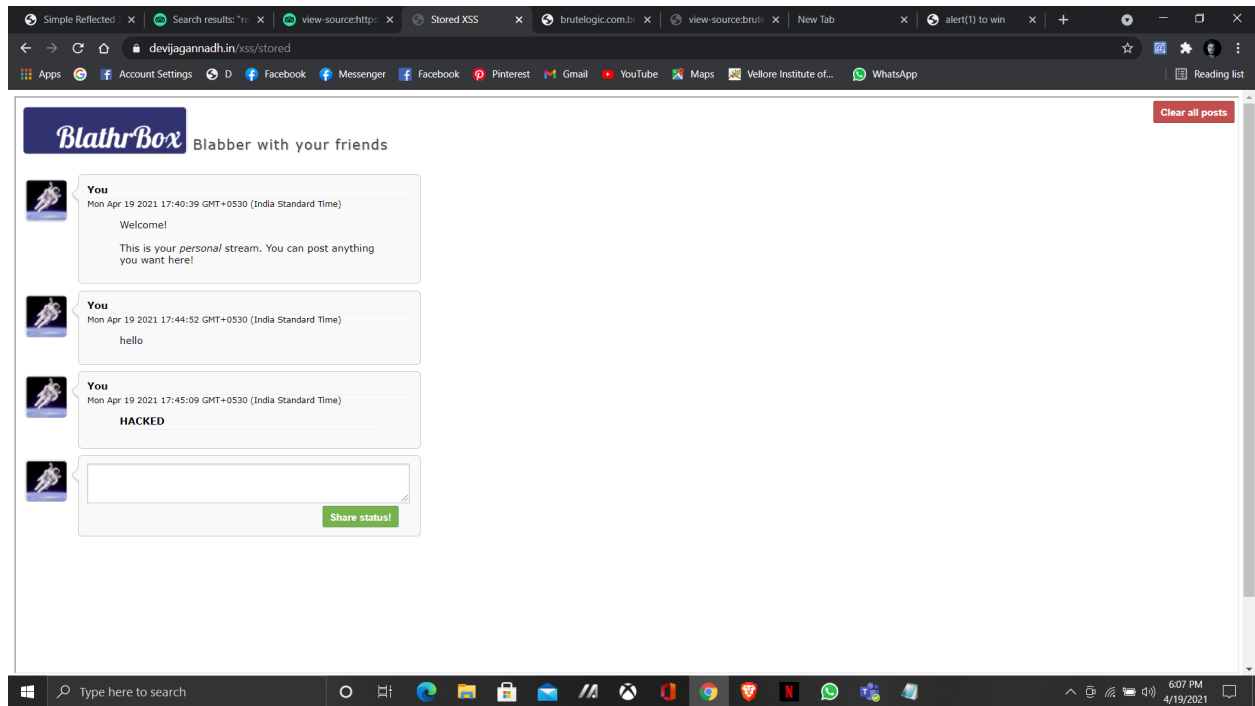 Simple Reflected Search results: "re view-source:https Stored XSS brutelogic.com.b view-source:brut New Tab alert(1) to win
devijagannadh.in/xss/stored
Apps Account Settings D Facebook Messenger Facebook Pinterest Gmail YouTube Maps Vellore Institute of... WhatsApp Reading list
Clear all posts
BlathrBox Blabber with your friends
You
Mon Apr 19 2021 17:40:39 GMT+0530 (India Standard Time)
Welcome!
This is your personal stream. You can post anything
you want here!
You
Mon Apr 19 2021 17:44:52 GMT+0530 (India Standard Time)
hello
You
Mon Apr 19 2021 17:45:09 GMT+0530 (India Standard Time)
HACKED
Share status!
Type here to search
6:07 PM
4/19/2021